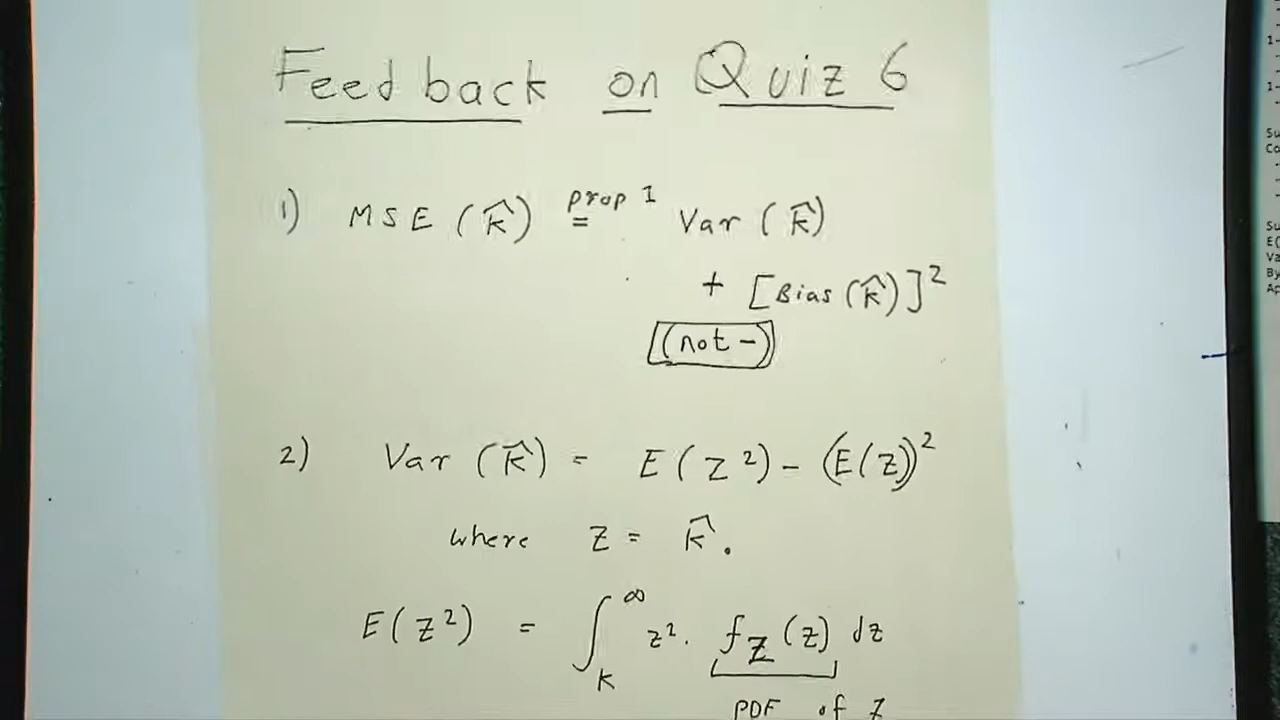 Feedback on Quiz 6
1) MSE (k̂) prop 1 = Var (k̂)
+ [Bias (k̂)]²
(not -)
2) Var (k̂) = E(Z²) - (E(Z))²
where Z = k̂.
E(Z²) = ∫_k^∞ z². f_Z(z) dz
PDF of Z